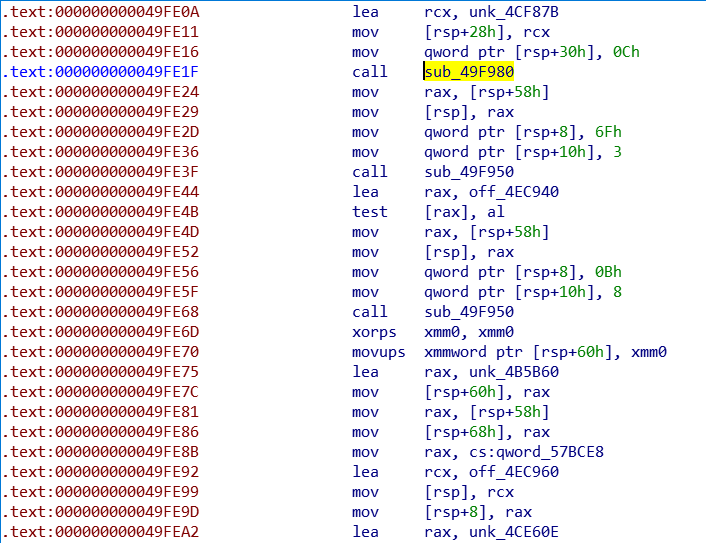 .text:000000000049FE0A lea rcx, unk_4CF87B
.text:000000000049FE11 mov [rsp+28h], rcx
.text:000000000049FE16 mov qword ptr [rsp+30h], 0Ch
.text:000000000049FE1F call sub_49F980
.text:000000000049FE24 mov rax, [rsp+58h]
.text:000000000049FE29 mov [rsp], rax
.text:000000000049FE2D mov qword ptr [rsp+8], 6Fh
.text:000000000049FE36 mov qword ptr [rsp+10h], 3
.text:000000000049FE3F call sub_49F950
.text:000000000049FE44 lea rax, off_4EC940
.text:000000000049FE4B test [rax], al
.text:000000000049FE4D mov rax, [rsp+58h]
.text:000000000049FE52 mov [rsp], rax
.text:000000000049FE56 mov qword ptr [rsp+8], 0Bh
.text:000000000049FE5F mov qword ptr [rsp+10h], 8
.text:000000000049FE68 call sub_49F950
.text:000000000049FE6D xorps xmm0, xmm0
.text:000000000049FE70 movups xmmword ptr [rsp+60h], xmm0
.text:000000000049FE75 lea rax, unk_4B5B60
.text:000000000049FE7C mov [rsp+60h], rax
.text:000000000049FE81 mov rax, [rsp+58h]
.text:000000000049FE86 mov [rsp+68h], rax
.text:000000000049FE8B mov rax, cs:qword_57BCE8
.text:000000000049FE92 lea rcx, off_4EC960
.text:000000000049FE99 mov [rsp], rcx
.text:000000000049FE9D mov [rsp+8], rax
.text:000000000049FEA2 lea rax, unk_4CE60E